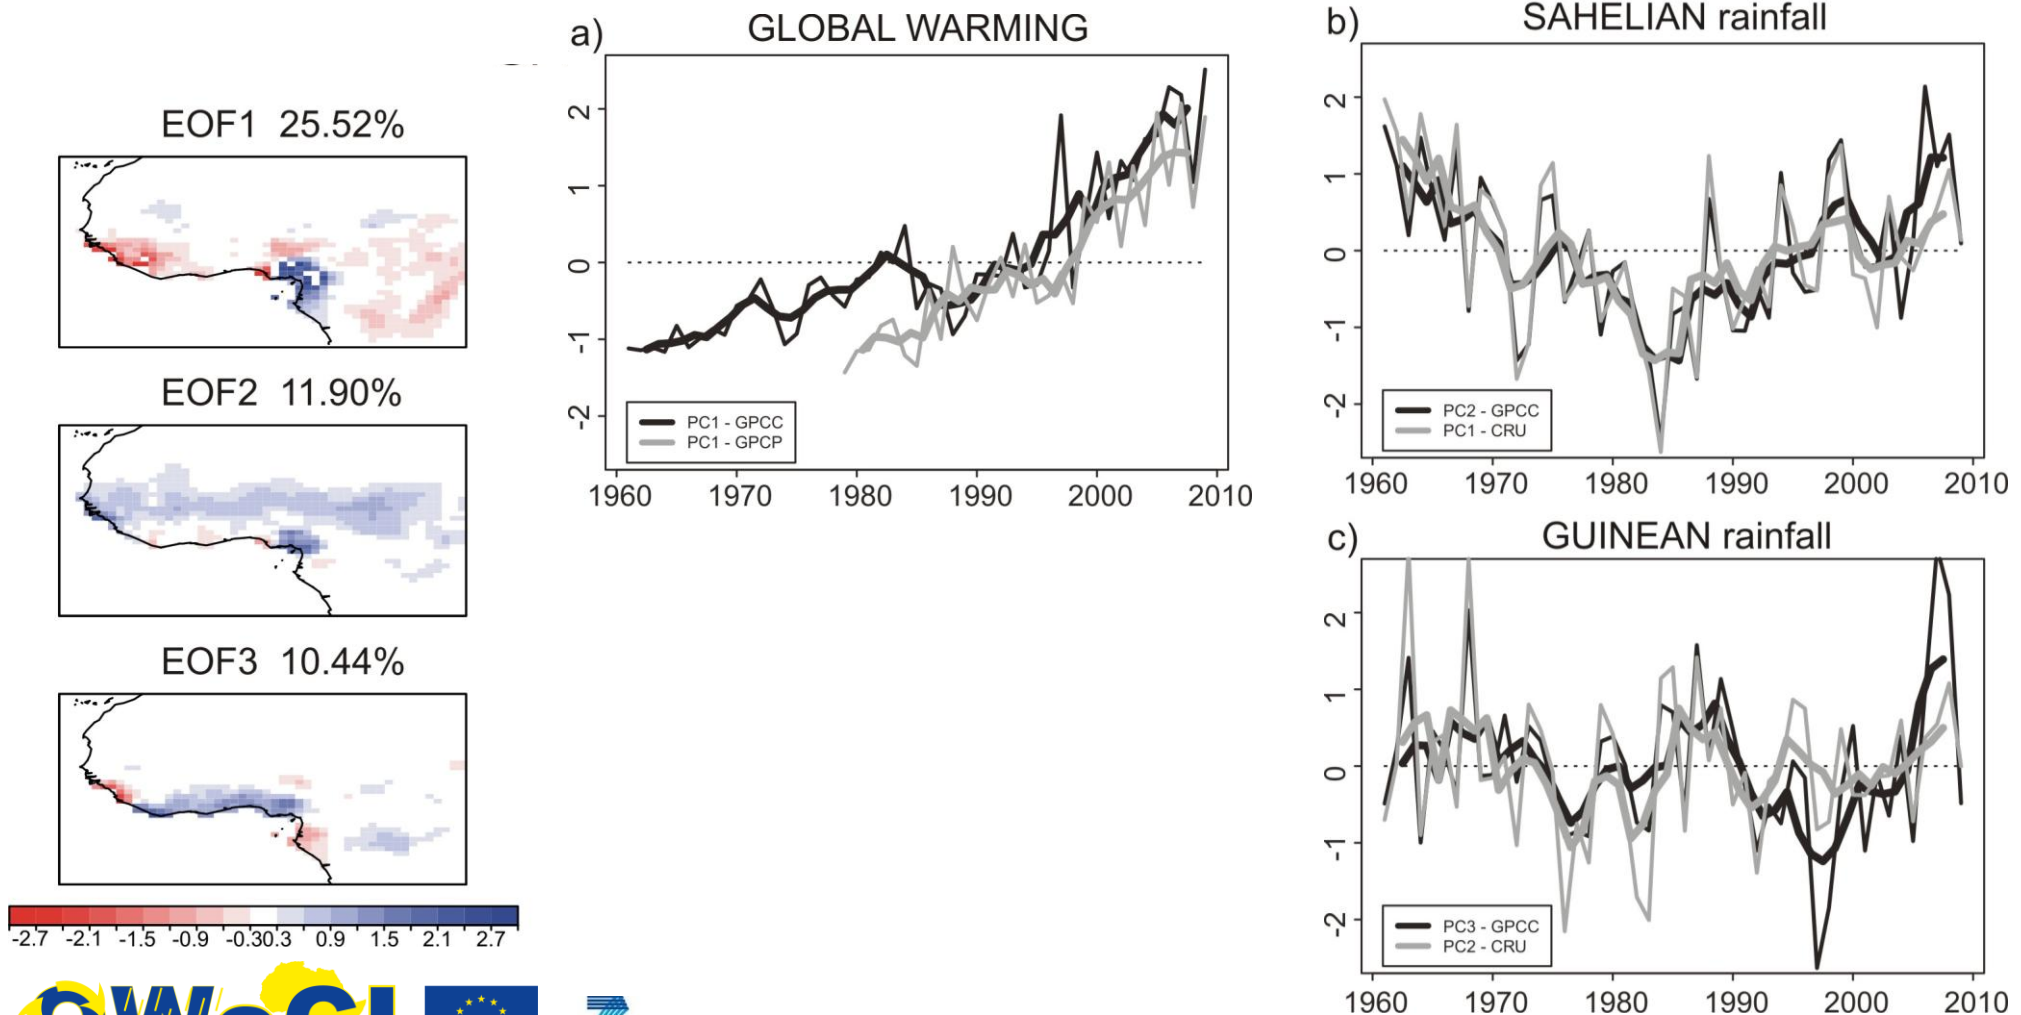 EOF1 25.52%
EOF2 11.90%
EOF3 10.44%
-2.7 -2.1 -1.5 -0.9 -0.30.3 0.9 1.5 2.1 2.7
a) GLOBAL WARMING
2
1
0
-1
-2
PC1 - GPCC
PC1 - GPCP
1960 1970 1980 1990 2000 2010
b) SAHELIAN rainfall
2
1
0
-1
-2
PC2 - GPCC
PC1 - CRU
1960 1970 1980 1990 2000 2010
c) GUINEAN rainfall
2
1
0
-1
-2
PC3 - GPCC
PC2 - CRU
1960 1970 1980 1990 2000 2010